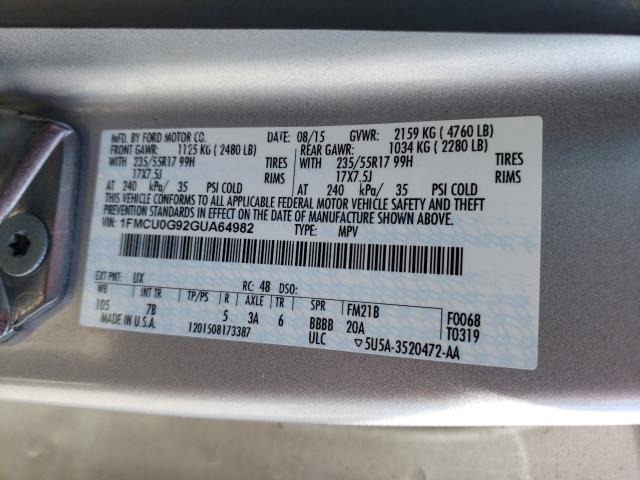 MFD. BY FORD MOTOR CO. DATE: 08/15 GVWR: 2159 KG ( 4760 LB)
FRONT GAWR: 1125 KG ( 2480 LB) REAR GAWR: 1034 KG ( 2280 LB)
WITH 235/55R17 99H TIRES WITH 235/55R17 99H TIRES
17X7.5J RIMS 17X7.5J RIMS
AT 240 kPa/ 35 PSI COLD AT 240 kPa/ 35 PSI COLD
THIS VEHICLE CONFORMS TO ALL APPLICABLE FEDERAL MOTOR VEHICLE SAFETY AND THEFT
PREVENTION STANDARDS IN EFFECT ON THE DATE OF MANUFACTURE SHOWN ABOVE.
VIN: 1FMCU0G92GUA64982 TYPE: MPV
EXT PNT: UX RC: 48 DSO:
WB INT TR TP/PS R AXLE TR SPR FM21B F0068
105 7B 5 3A 6 BBBB 20A T0319
MADE IN U.S.A. 1201508173387 ULC ▽5U5A-3520472-AA